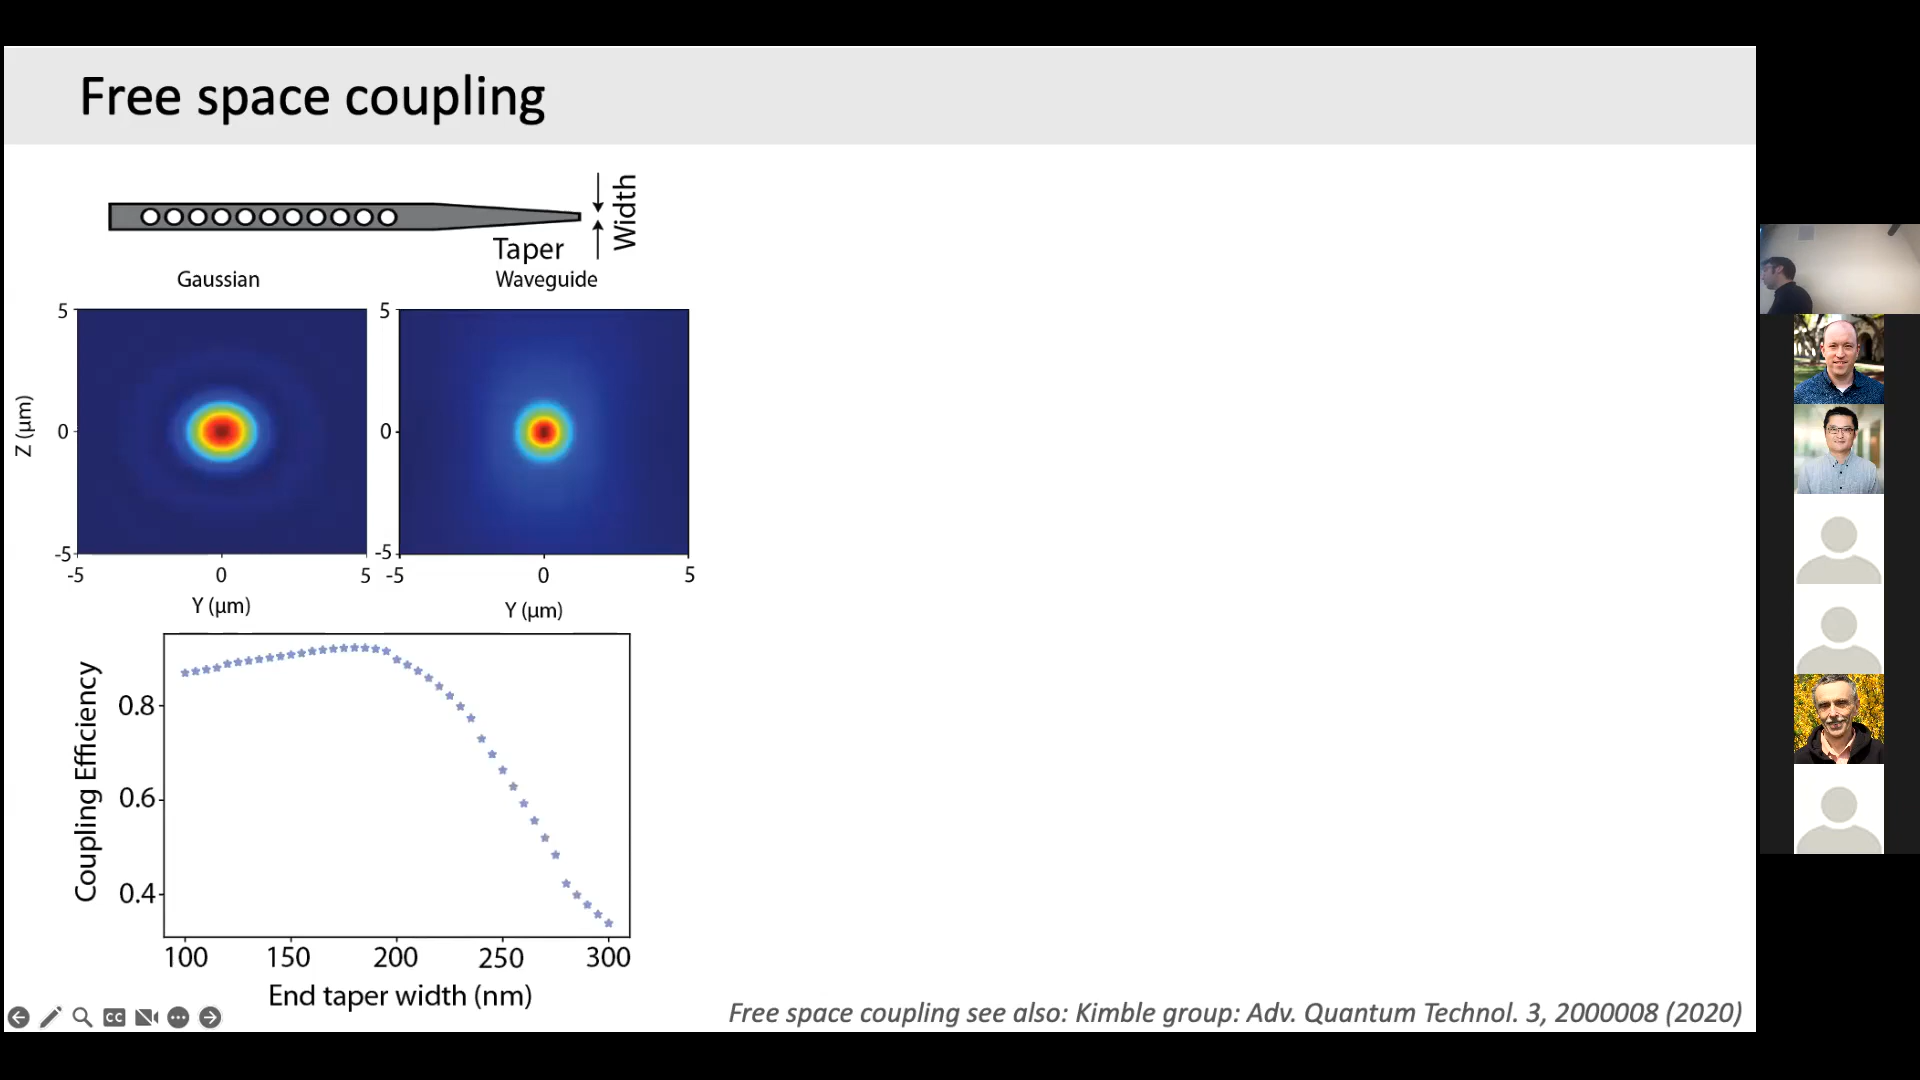 Free space coupling
Width
Taper
Gaussian
Waveguide
5
0
-5
Z (µm)
-5 0 5
Y (µm)
5
0
-5
-5 0 5
Y (µm)
Coupling Efficiency
0.8
0.6
0.4
100 150 200 250 300
End taper width (nm)
CC
Free space coupling see also: Kimble group: Adv. Quantum Technol. 3, 2000008 (2020)